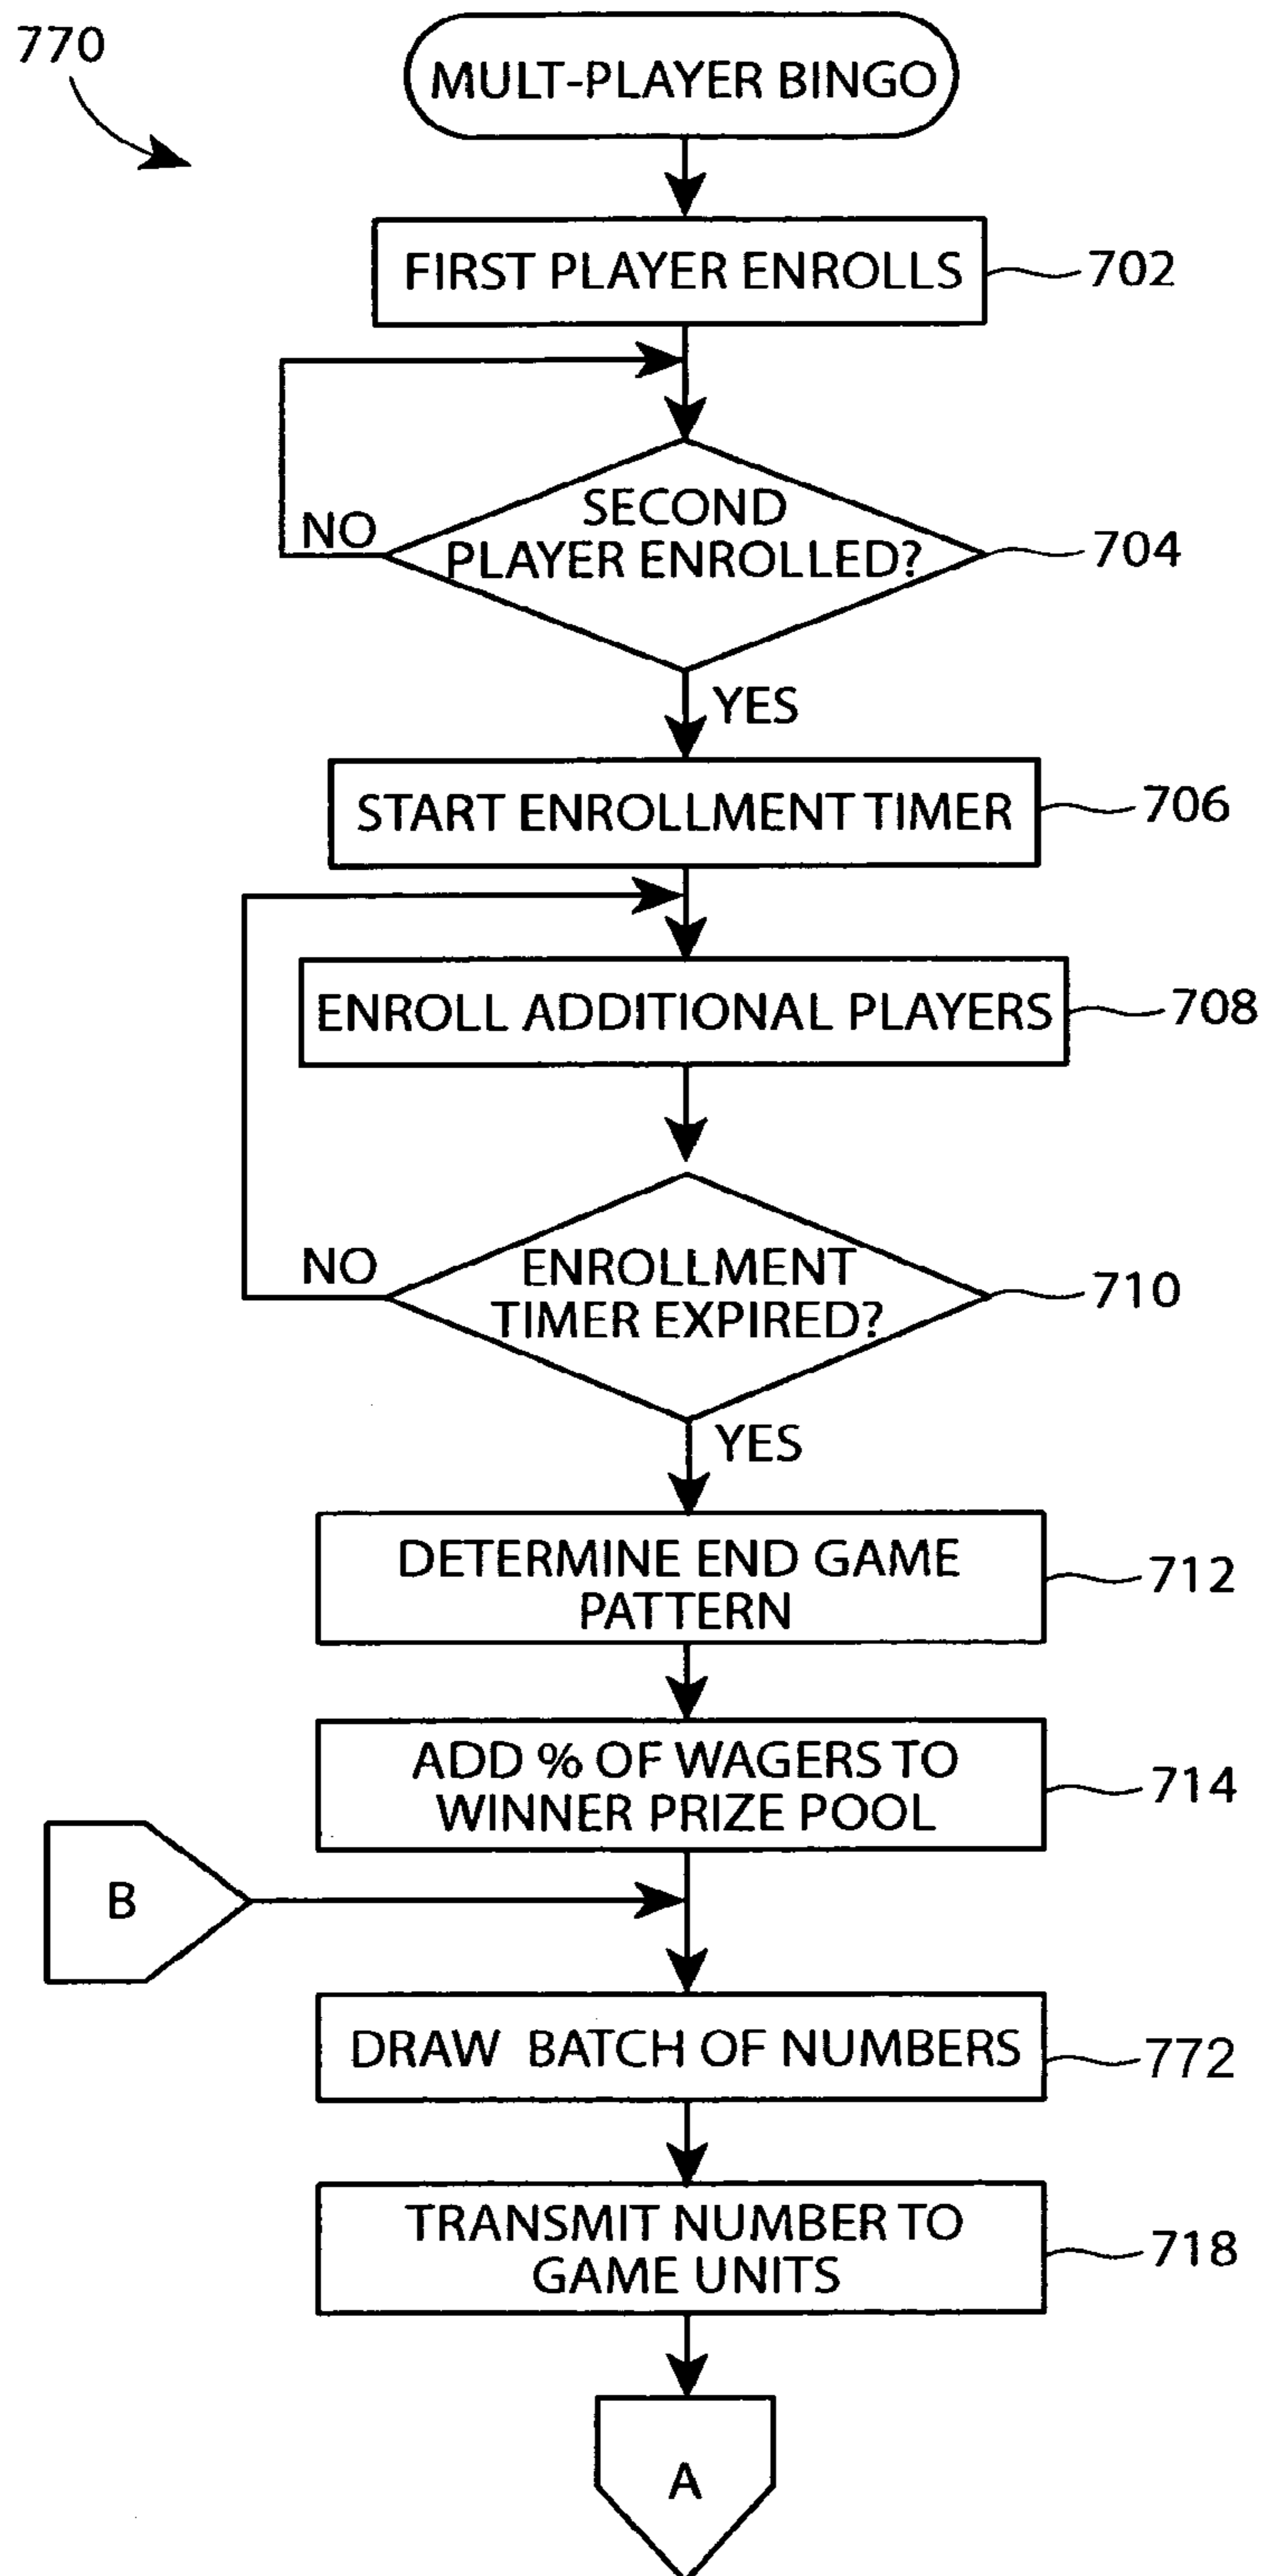 770
MULT-PLAYER BINGO
FIRST PLAYER ENROLLS
702
NO
SECOND
PLAYER ENROLLED?
704
YES
START ENROLLMENT TIMER
706
ENROLL ADDITIONAL PLAYERS
708
NO
ENROLLMENT
TIMER EXPIRED?
710
YES
DETERMINE END GAME
PATTERN
712
ADD % OF WAGERS TO
WINNER PRIZE POOL
714
B
DRAW BATCH OF NUMBERS
772
TRANSMIT NUMBER TO
GAME UNITS
718
A